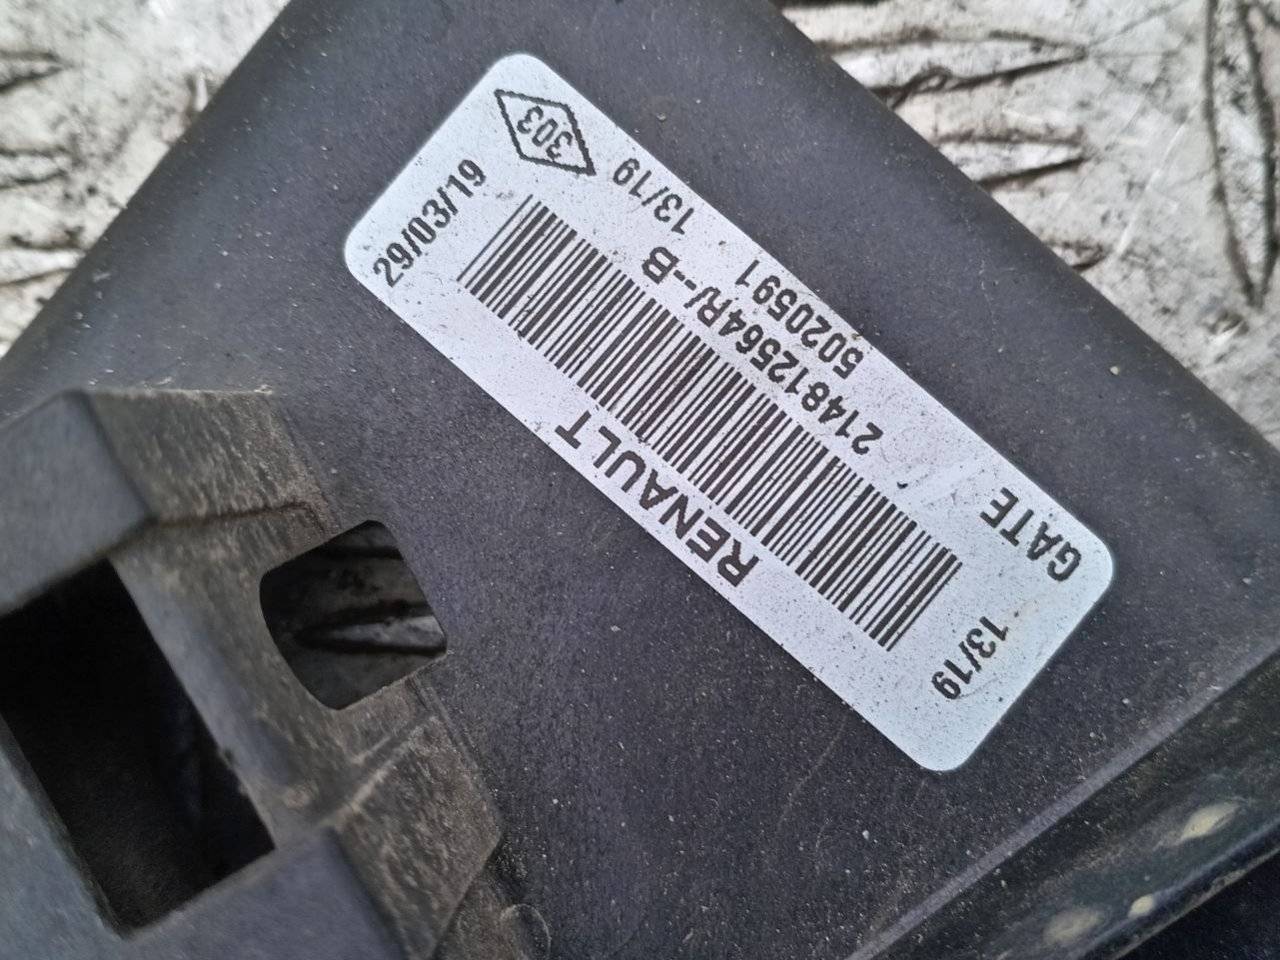 RENAULT
13/19
29/03/19
214812564R/--B
5020591
GATE
13/19
303